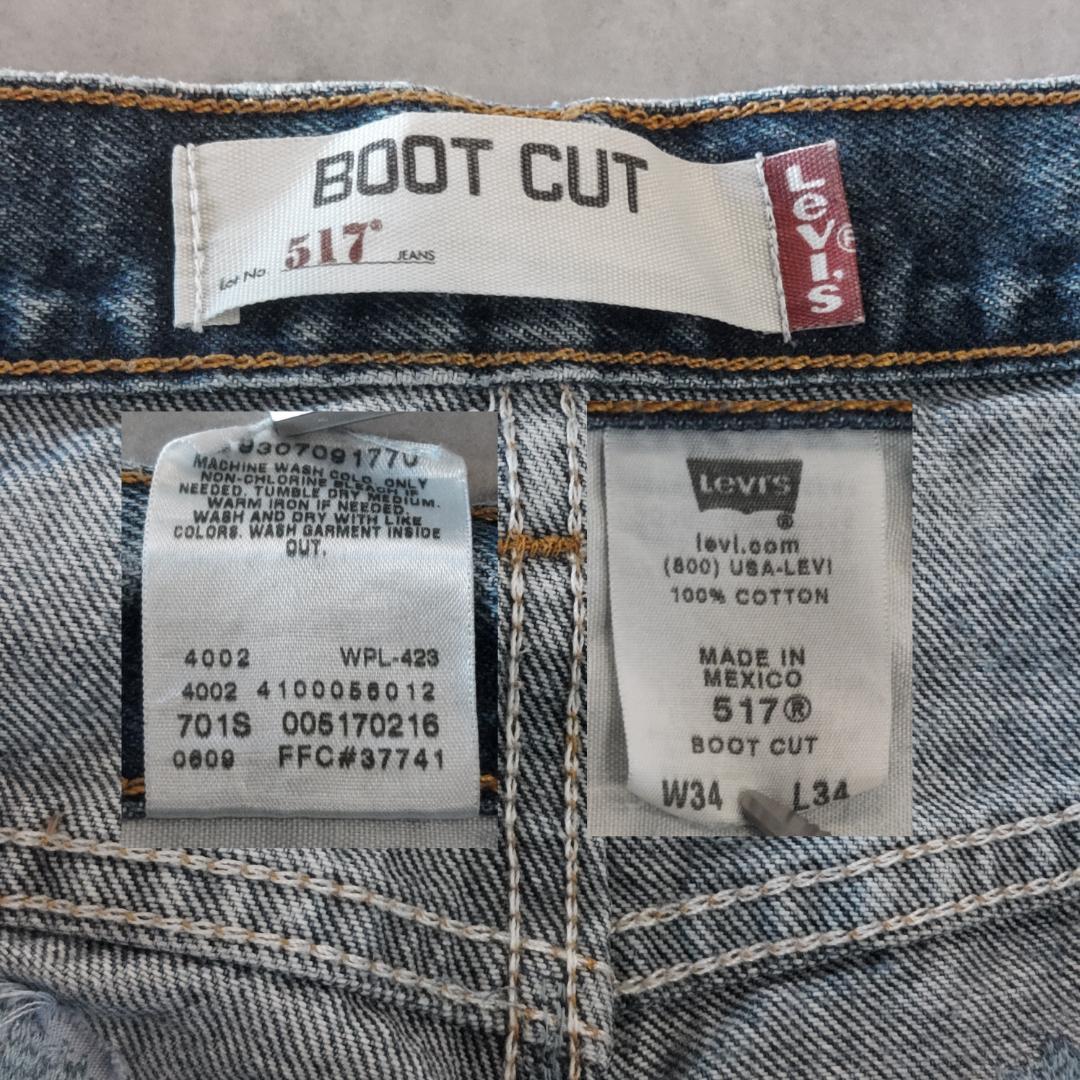 BOOT CUT
Lot No. 517® JEANS
Levi's®
MACHINE WASH COLD, ONLY
NON-CHLORINE BLEACH IF
NEEDED. TUMBLE DRY MEDIUM.
WARM IRON IF NEEDED.
WASH AND DRY WITH LIKE
COLORS. WASH GARMENT INSIDE
OUT.
4002 WPL-423
4002 4100056012
701S 005170216
0609 FFC#37741
Levi's
®
levi.com
(800) USA-LEVI
100% COTTON
MADE IN
MEXICO
517®
BOOT CUT
W34 L34